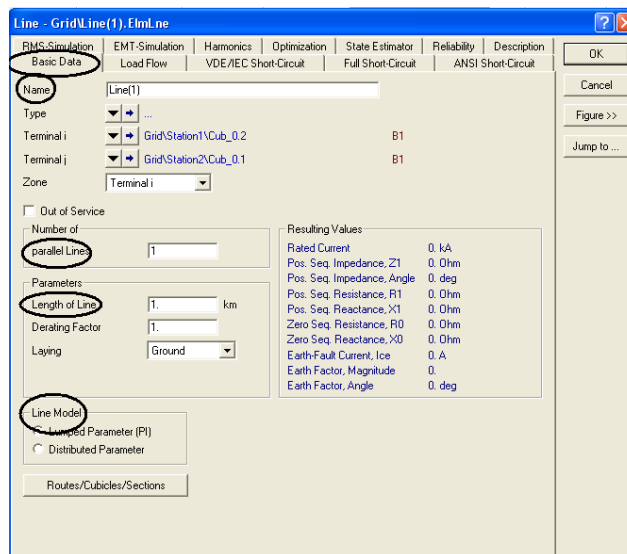 Line - Grid\Line(1).ElmLne
RMS-Simulation EMT-Simulation Harmonics Optimization State Estimator Reliability Description
Basic Data Load Flow VDE/IEC Short-Circuit Full Short-Circuit ANSI Short-Circuit
OK
Cancel
Figure >>
Jump to ...
Name Line(1)
Type ...
Terminal i Grid\Station1\Cub_0.2 B1
Terminal j Grid\Station2\Cub_0.1 B1
Zone Terminal i
Out of Service
Number of
parallel Lines 1
Parameters
Length of Line 1. km
Derating Factor 1.
Laying Ground
Resulting Values
Rated Current 0. kA
Pos. Seq. Impedance, Z1 0. Ohm
Pos. Seq. Impedance, Angle 0. deg
Pos. Seq. Resistance, R1 0. Ohm
Pos. Seq. Reactance, X1 0. Ohm
Zero Seq. Resistance, R0 0. Ohm
Zero Seq. Reactance, X0 0. Ohm
Earth-Fault Current, Ice 0. A
Earth Factor, Magnitude 0.
Earth Factor, Angle 0. deg
Line Model
Lumped Parameter (PI)
Distributed Parameter
Routes/Cubicles/Sections